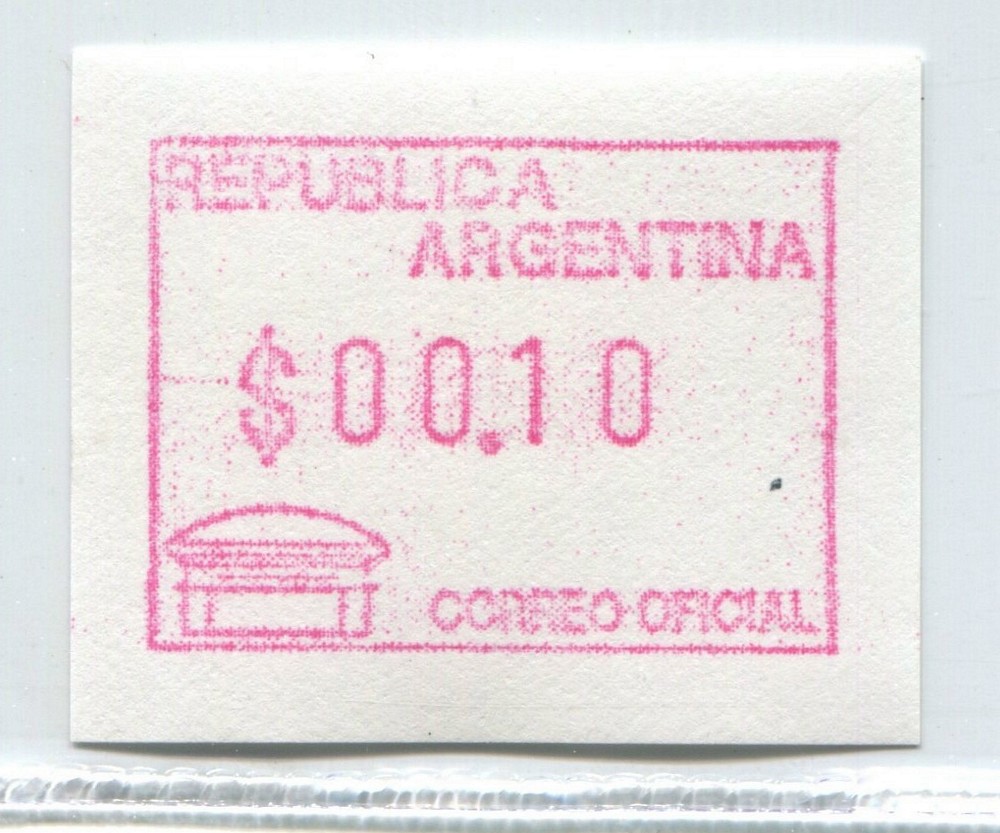 REPUBLICA
ARGENTINA
$00.10
CORREO OFICIAL